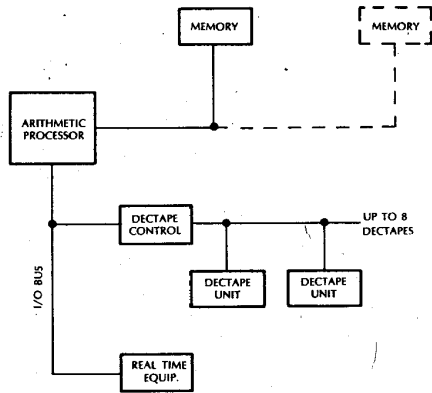 MEMORY
MEMORY
ARITHMETIC
PROCESSOR
DECTAPE
CONTROL
UP TO 8
DECTAPES
DECTAPE
UNIT
DECTAPE
UNIT
I/O BUS
REAL TIME
EQUIP.